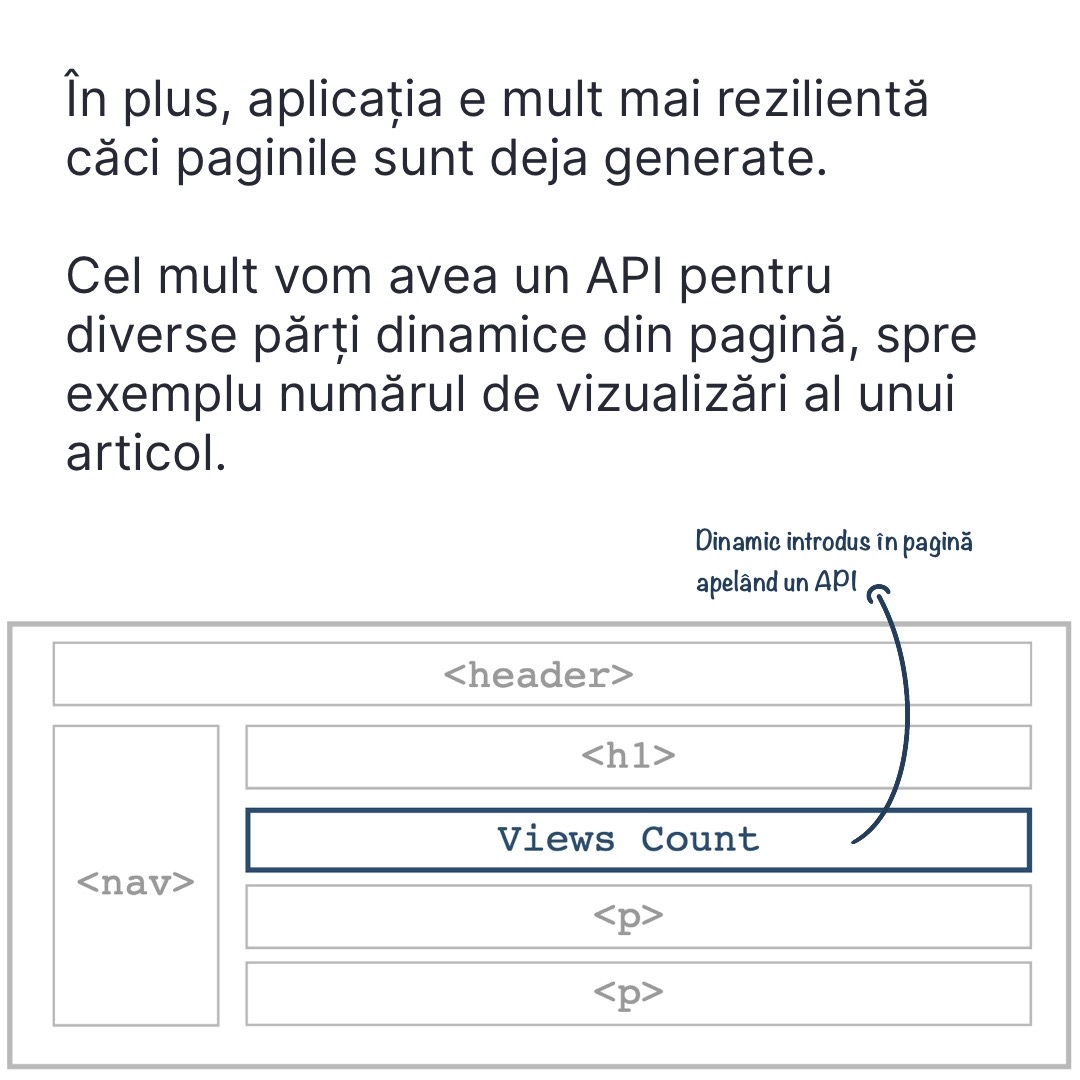 În plus, aplicația e mult mai rezilientă
căci paginile sunt deja generate.
Cel mult vom avea un API pentru
diverse părți dinamice din pagină, spre
exemplu numărul de vizualizări al unui
articol.
Dinamic introdus în pagină
apelând un API
<header>
<nav>
<h1>
Views Count
<p>
<p>